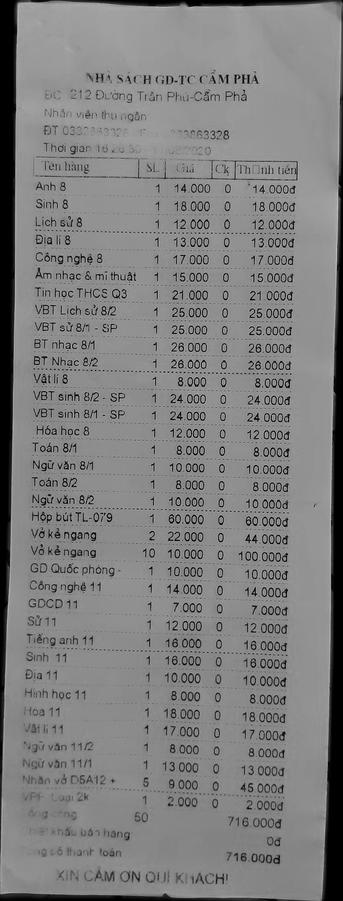 NHÀ SÁCH GD-TC CẨM PHẢ
ĐC 212 Đường Trần Phú-Cẩm Phả
Nhân viên thu ngân
ĐT 863328
Thời gian
Tên hàng SL Giá Ck Th□nh tiền
Anh 8 1 14.000 0 14.000đ
Sinh 8 1 18.000 0 18.000đ
Lịch sử 8 1 12.000 0 12.000đ
Địa lí 8 1 13.000 0 13.000đ
Công nghệ 8 1 17.000 0 17.000đ
Âm nhạc & mĩ thuật 1 15.000 0 15.000đ
Tin học THCS Q3 1 21.000 0 21.000đ
VBT Lịch sử 8/2 1 25.000 0 25.000đ
VBT sử 8/1 - SP 1 25.000 0 25.000đ
BT nhạc 8/1 1 26.000 0 26.000đ
BT Nhạc 8/2 1 26.000 0 26.000đ
Vật lí 8 1 8.000 0 8.000đ
VBT sinh 8/2 - SP 1 24.000 0 24.000đ
VBT sinh 8/1 - SP 1 24.000 0 24.000đ
Hóa học 8 1 12.000 0 12.000đ
Toán 8/1 1 8.000 0 8.000đ
Ngữ văn 8/1 1 10.000 0 10.000đ
Toán 8/2 1 8.000 0 8.000đ
Ngữ văn 8/2 1 10.000 0 10.000đ
Hộp bút TL-079 1 60.000 0 60.000đ
Vở kẻ ngang 2 22.000 0 44.000đ
Vở kẻ ngang 10 10.000 0 100.000đ
GD Quốc phòng - 1 10.000 0 10.000đ
Công nghệ 11 1 14.000 0 14.000đ
GDCD 11 1 7.000 0 7.000đ
Sử 11 1 12.000 0 12.000đ
Tiếng anh 11 1 16.000 0 16.000đ
Sinh 11 1 16.000 0 16.000đ
Địa 11 1 10.000 0 10.000đ
Hình học 11 1 8.000 0 8.000đ
Hóa 11 1 18.000 0 18.000đ
Vật lí 11 1 17.000 0 17.000đ
Ngữ văn 11/2 1 8.000 0 8.000đ
Ngữ văn 11/1 1 13.000 0 13.000đ
Nhãn vở D5A12 + 5 9.000 0 45.000đ
Loại 2k 1 2.000 0 2.000đ
50 716.000đ
khấu bán hàng 0đ
thanh toán 716.000đ
XIN CẢM ƠN QUÍ KHÁCH!